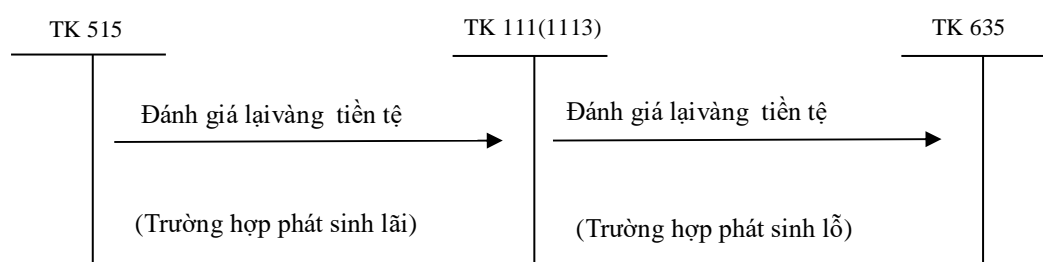 TK 515 TK 111(1113) TK 635
Đánh giá lạivàng tiền tệ Đánh giá lạivàng tiền tệ
(Trường hợp phát sinh lãi) (Trường hợp phát sinh lỗ)